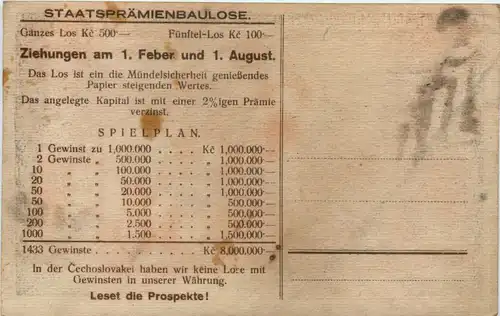 STAATSPRÄMIENBAULOSE.
Ganzes Los Kč 500— Fünftel-Los Kč 100·—
Ziehungen am 1. Feber und 1. August.
Das Los ist ein die Mündelsicherheit genießendes
Papier steigenden Wertes.
Das angelegte Kapital ist mit einer 2%igen Prämie
verzinst.
SPIELPLAN.
1 Gewinst zu 1,000.000 . . . . Kč 1,000.000·—
2 Gewinste „ 500.000 . . . . „ 1,000.000·—
10 „ „ 100.000 . . . . „ 1,000.000·—
20 „ „ 50.000 . . . . „ 1,000.000·—
50 „ „ 20.000 . . . . „ 1,000.000·—
50 „ „ 10.000 . . . . „ 500.000·—
100 „ „ 5.000 . . . . „ 500.000·—
200 „ „ 2.500 . . . . „ 500.000·—
1000 „ „ 1.500 . . . . „ 1,500.000·—
1433 Gewinste . . . . . . . . Kč 8,000.000·—
In der Čechoslovakei haben wir keine Lose mit
Gewinsten in unserer Währung.
Leset die Prospekte!